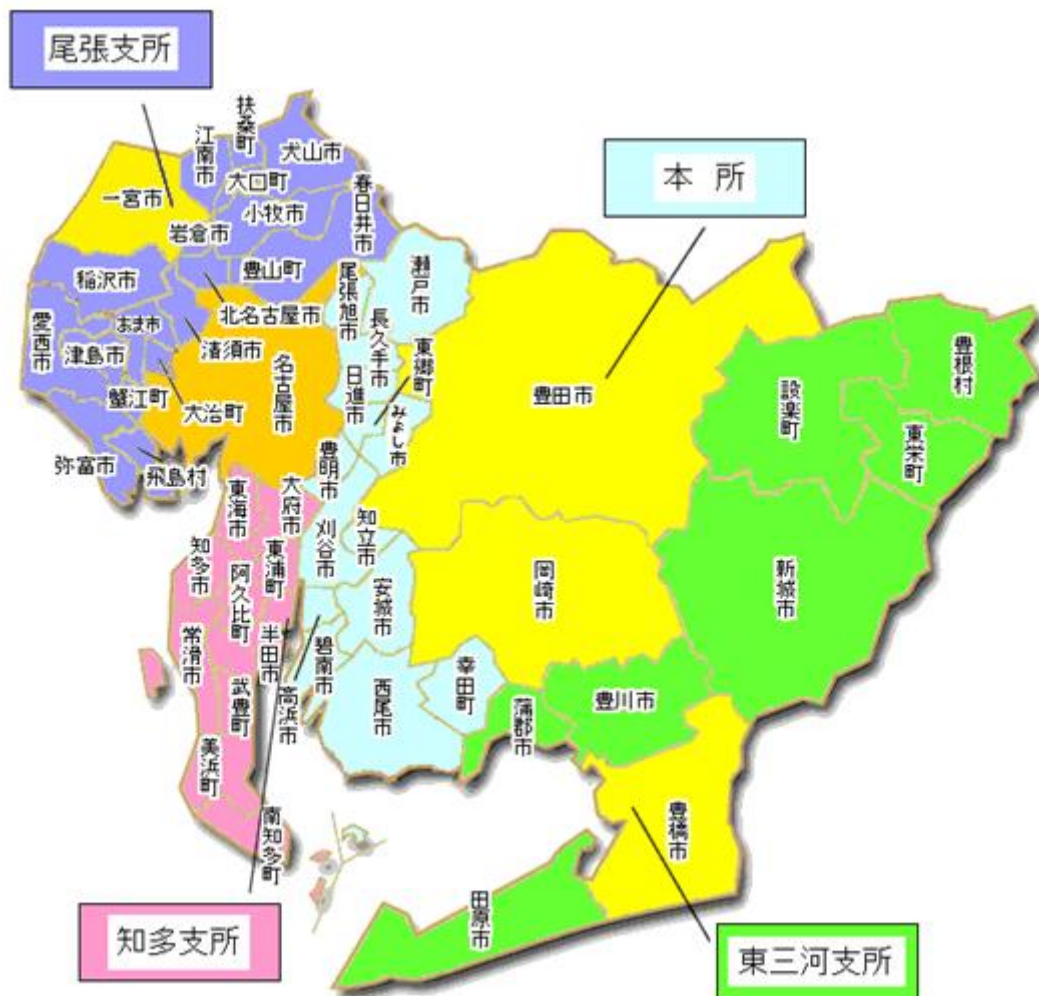 尾張支所
本所
扶桑町
江南市
犬山市
大口町
春日井市
一宮市
小牧市
岩倉市
豊山町
稲沢市
尾張旭市
瀬戸市
北名古屋市
長久手市
愛西市
あま市
清須市
東郷町
津島市
名古屋市
日進市
豊田市
設楽町
豊根村
蟹江町
大治町
みよし市
東栄町
豊明市
弥富市
飛島村
東海市
大府市
刈谷市
知立市
知多市
東浦町
阿久比町
岡崎市
新城市
安城市
常滑市
半田市
碧南市
高浜市
西尾市
幸田町
豊川市
蒲郡市
武豊町
美浜町
南知多町
豊橋市
田原市
知多支所
東三河支所